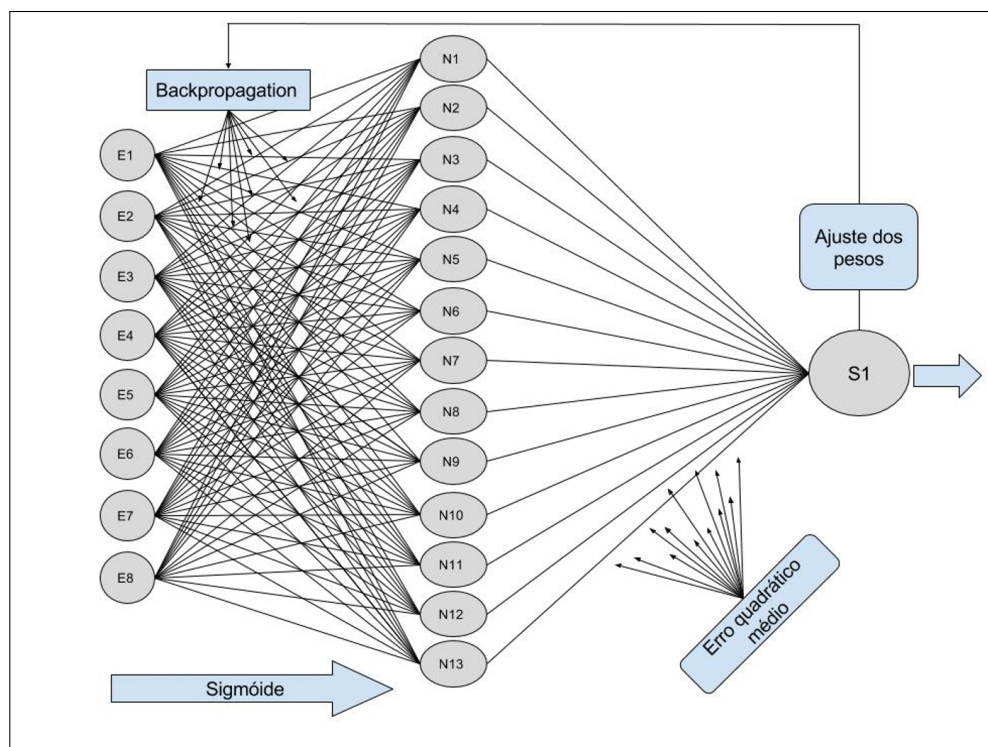 Backpropagation
E1
E2
E3
E4
E5
E6
E7
E8
N1
N2
N3
N4
N5
N6
N7
N8
N9
N10
N11
N12
N13
Ajuste dos
pesos
S1
Erro quadrático
médio
Sigmóide